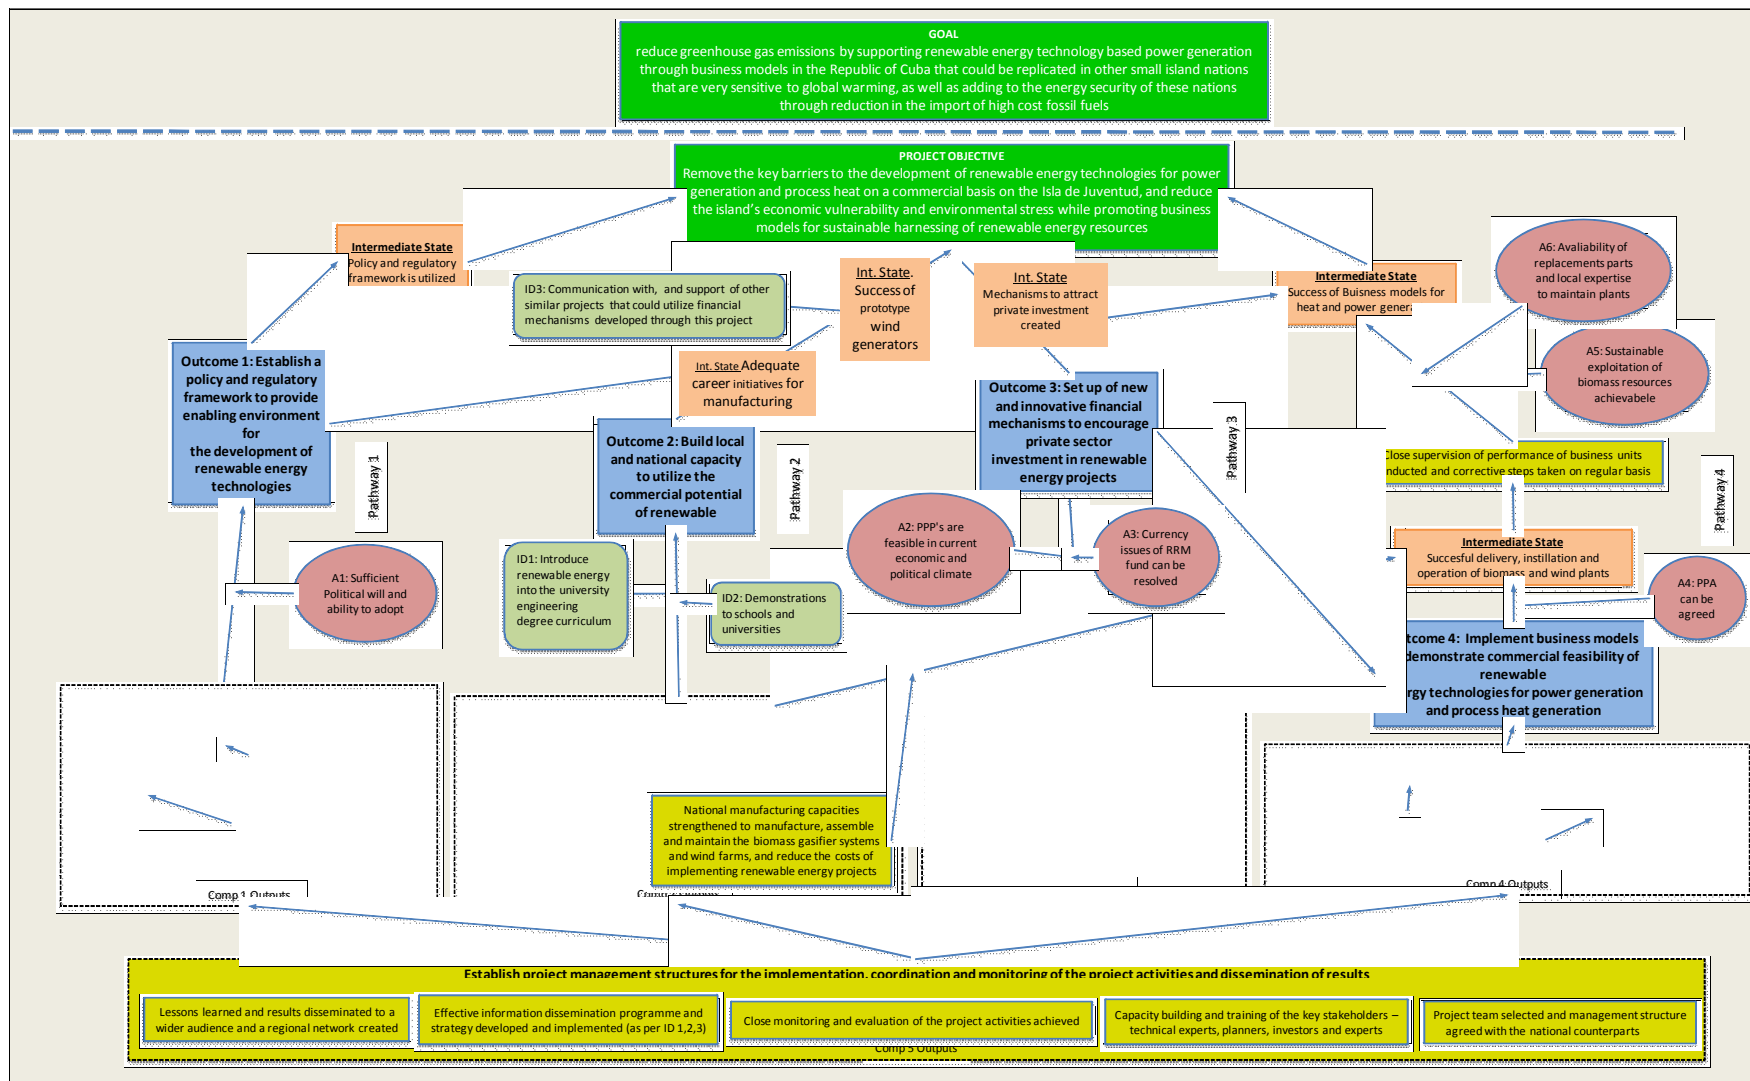 GOAL
reduce greenhouse gas emissions by supporting renewable energy technology based power generation
through business models in the Republic of Cuba that could be replicated in other small island nations
that are very sensitive to global warming, as well as adding to the energy security of these nations
through reduction in the import of high cost fossil fuels
PROJECT OBJECTIVE
Remove the key barriers to the development of renewable energy technologies for power
generation and process heat on a commercial basis on the Isla de Juventud, and reduce
the island's economic vulnerability and environmental stress while promoting business
models for sustainable harnessing of renewable energy resources
Intermediate State
Policy and regulatory
framework is utilized
ID3: Communication with, and support of other
similar projects that could utilize financial
mechanisms developed through this project
Int. State.
Success of
prototype
wind
generators
Int. State
Mechanisms to attract
private investment
created
Intermediate State
Success of Buisness models for
heat and power genera
A6: Avaliability of
replacements parts
and local expertise
to maintain plants
A5: Sustainable
exploitation of
biomass resources
achievabele
Int. State Adequate
career initiatives for
manufacturing
Outcome 1: Establish a
policy and regulatory
framework to provide
enabling environment
for
the development of
renewable energy
technologies
Pathway 1
Outcome 2: Build local
and national capacity
to utilize the
commercial potential
of renewable
Pathway 2
Outcome 3: Set up of new
and innovative financial
mechanisms to encourage
private sector
investment in renewable
energy projects
Pathway 3
Close supervision of performance of business units
nducted and corrective steps taken on regular basis
Pathway 4
A1: Sufficient
Political will and
ability to adopt
ID1: Introduce
renewable energy
into the university
engineering
degree curriculum
ID2: Demonstrations
to schools and
universities
A2: PPP's are
feasible in current
economic and
political climate
A3: Currency
issues of RRM
fund can be
resolved
Intermediate State
Succesful delivery, instillation and
operation of biomass and wind plants
A4: PPA
can be
agreed
tcome 4: Implement business models
demonstrate commercial feasibility of
renewable
rgy technologies for power generation
and process heat generation
National manufacturing capacities
strengthened to manufacture, assemble
and maintain the biomass gasifier systems
and wind farms, and reduce the costs of
implementing renewable energy projects
Comp 1 Outputs
Comp 4 Outputs
Establish project management structures for the implementation, coordination and monitoring of the project activities and dissemination of results
Lessons learned and results disseminated to a
wider audience and a regional network created
Effective information dissemination programme and
strategy developed and implemented (as per ID 1,2,3)
Close monitoring and evaluation of the project activities achieved
Capacity building and training of the key stakeholders –
technical experts, planners, investors and experts
Project team selected and management structure
agreed with the national counterparts
Comp 5 Outputs